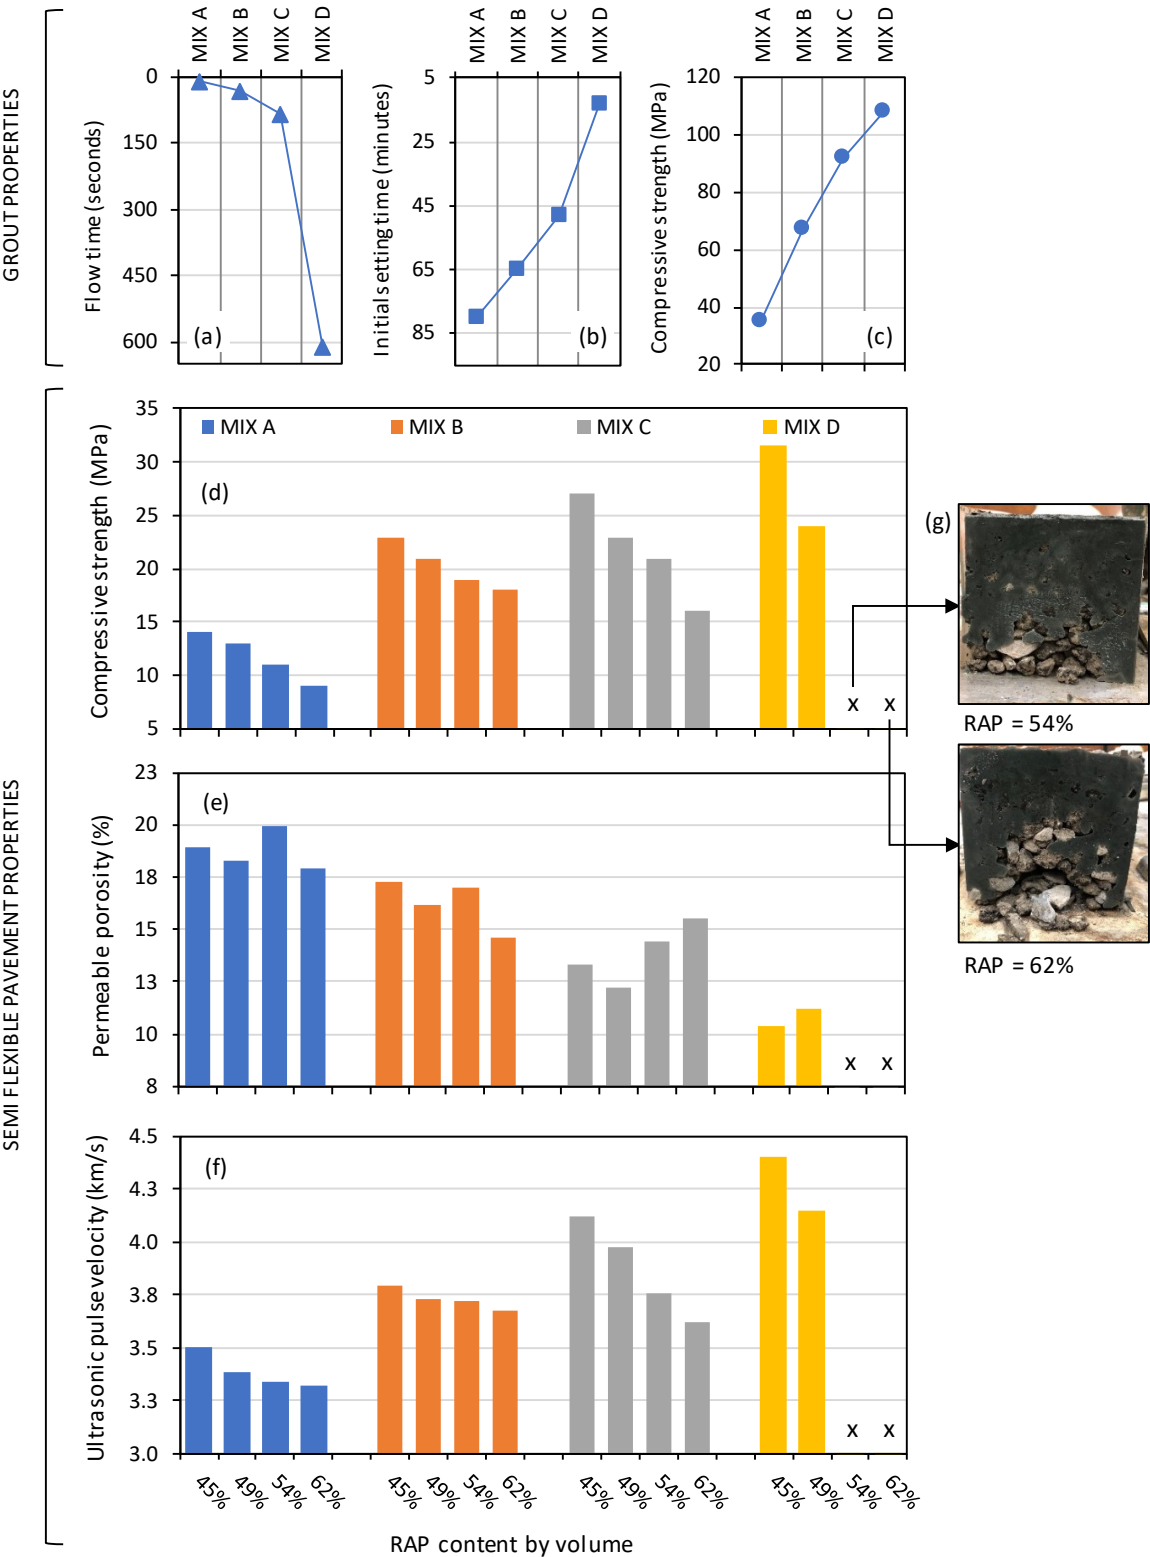 GROUT PROPERTIES
MIX A
MIX B
MIX C
MIX D
Flow time (seconds)
0
150
300
450
600
(a)
MIX A
MIX B
MIX C
MIX D
Initial setting time (minutes)
5
25
45
65
85
(b)
MIX A
MIX B
MIX C
MIX D
Compressive strength (MPa)
120
100
80
60
40
20
(c)
SEMI FLEXIBLE PAVEMENT PROPERTIES
Compressive strength (MPa)
35
30
25
20
15
10
5
MIX A MIX B MIX C MIX D
(d)
x x
(g)
RAP = 54%
RAP = 62%
Permeable porosity (%)
23
20
18
15
13
10
8
(e)
x x
Ultrasonic pulse velocity (km/s)
4.5
4.3
4.0
3.8
3.5
3.3
3.0
(f)
x x
45% 49% 54% 62% 45% 49% 54% 62% 45% 49% 54% 62% 45% 49% 54% 62%
RAP content by volume